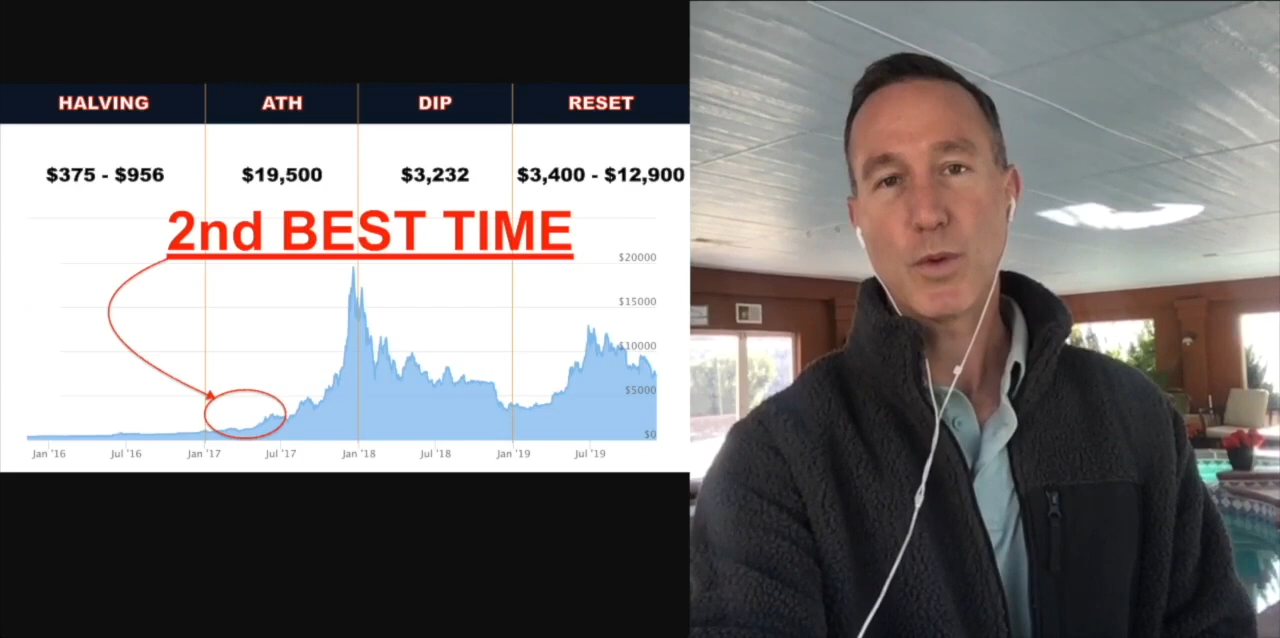 HALVING ATH DIP RESET
$375 - $956 $19,500 $3,232 $3,400 - $12,900
2nd BEST TIME
$20000
$15000
$10000
$5000
$0
Jan '16 Jul '16 Jan '17 Jul '17 Jan '18 Jul '18 Jan '19 Jul '19